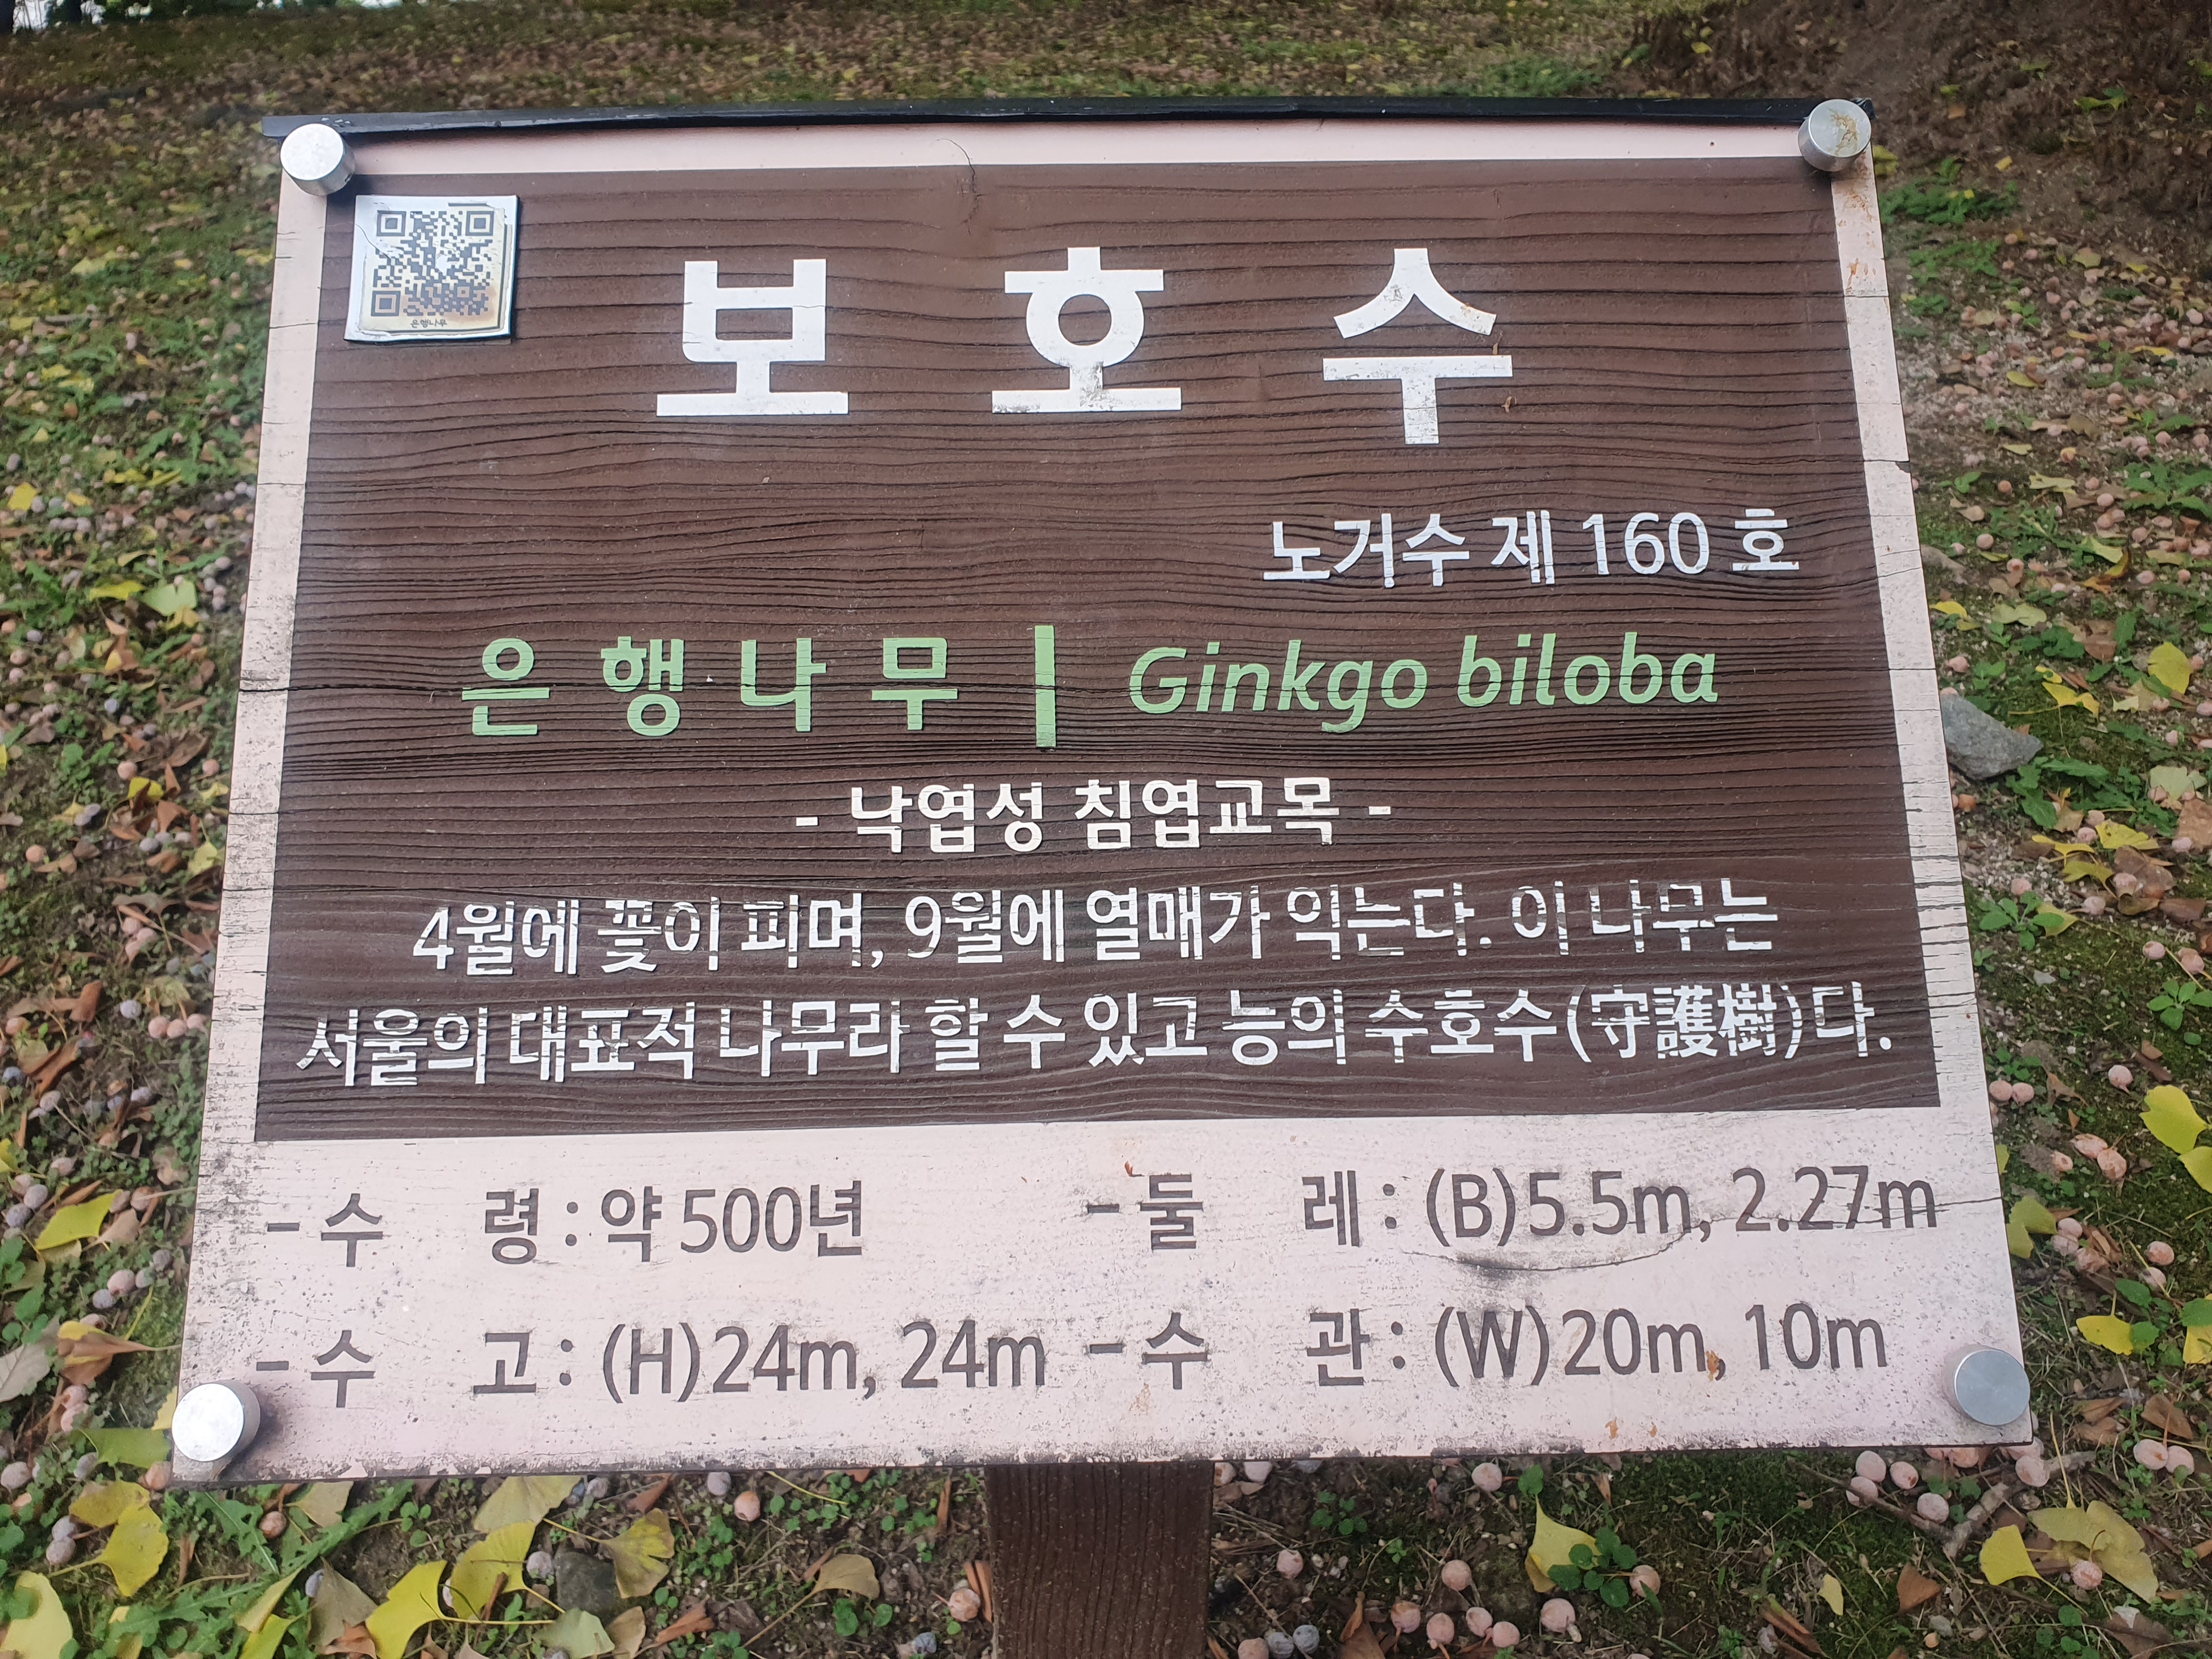 은행나무
보호수
노거수 제 160 호
은행나무 | Ginkgo biloba
- 낙엽성 침엽교목 -
4월에 꽃이 피며, 9월에 열매가 익는다. 이 나무는
서울의 대표적 나무라 할 수 있고 능의 수호수(守護樹)다.
- 수 령 : 약 500년 - 둘 레 : (B)5.5m, 2.27m
- 수 고 : (H)24m, 24m - 수 관 : (W)20m, 10m